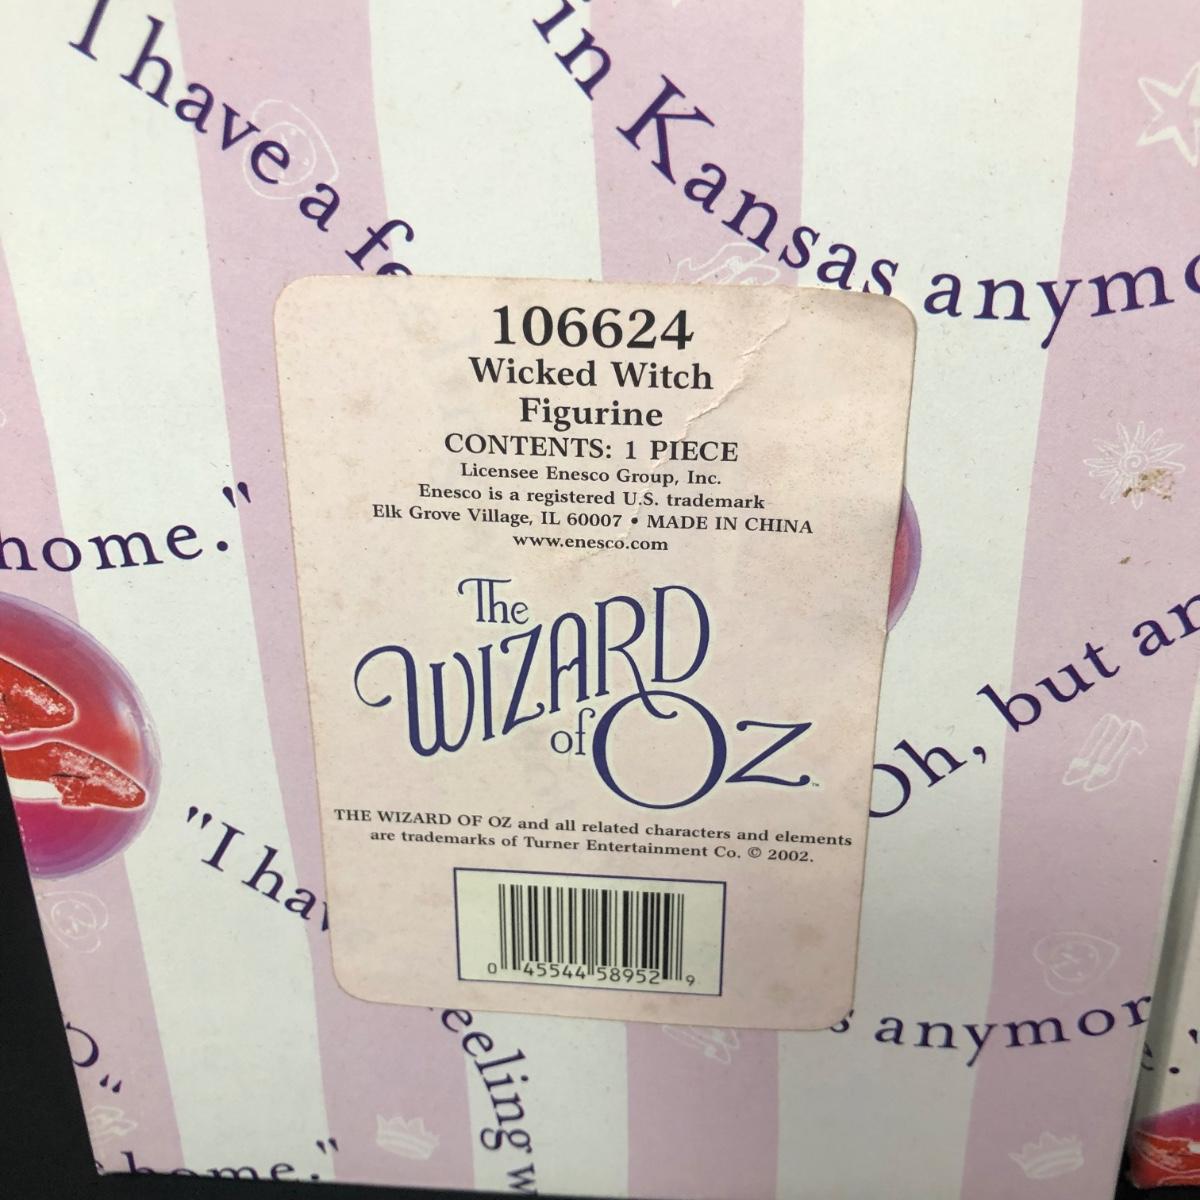 I have a fe
in Kansas anymo
106624
Wicked Witch
Figurine
CONTENTS: 1 PIECE
Licensee Enesco Group, Inc.
Enesco is a registered U.S. trademark
Elk Grove Village, IL 60007 • MADE IN CHINA
www.enesco.com
home."
The
WIZARD
of OZ™
Oh, but an
THE WIZARD OF OZ and all related characters and elements
are trademarks of Turner Entertainment Co. © 2002.
"I hav
0 45544 58952 9
s anymor
eeling w
home."